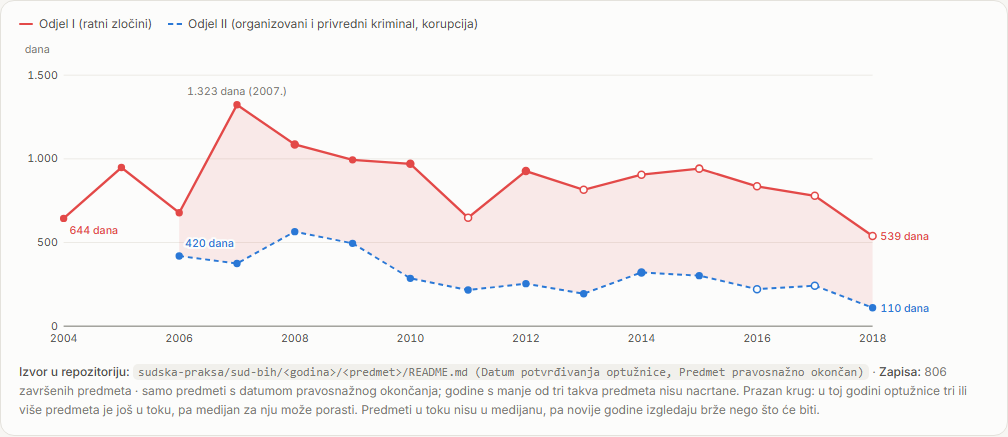 Odjel I (ratni zločini) Odjel II (organizovani i privredni kriminal, korupcija)
dana
1.500
1.323 dana (2007.)
1.000
644 dana
420 dana
500
539 dana
110 dana
0
2004 2006 2008 2010 2012 2014 2016 2018
Izvor u repozitoriju: sudska-praksa/sud-bih/<godina>/<predmet>/README.md (Datum potvrđivanja optužnice, Predmet pravosnažno okončan) · Zapisa: 806
završenih predmeta · samo predmeti s datumom pravosnažnog okončanja; godine s manje od tri takva predmeta nisu nacrtane. Prazan krug: u toj godini optužnice tri ili
više predmeta je još u toku, pa medijan za nju može porasti. Predmeti u toku nisu u medijanu, pa novije godine izgledaju brže nego što će biti.